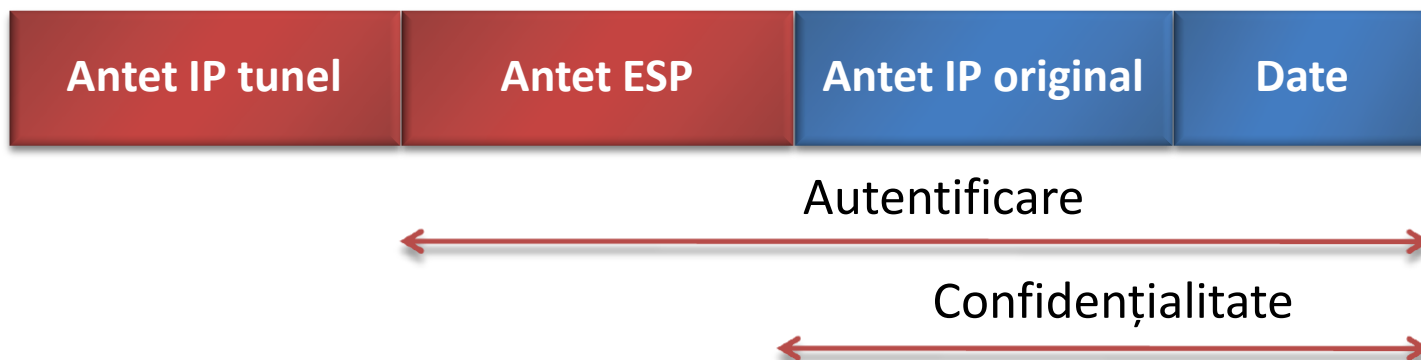 Antet IP tunel Antet ESP Antet IP original Date
Autentificare
Confidențialitate